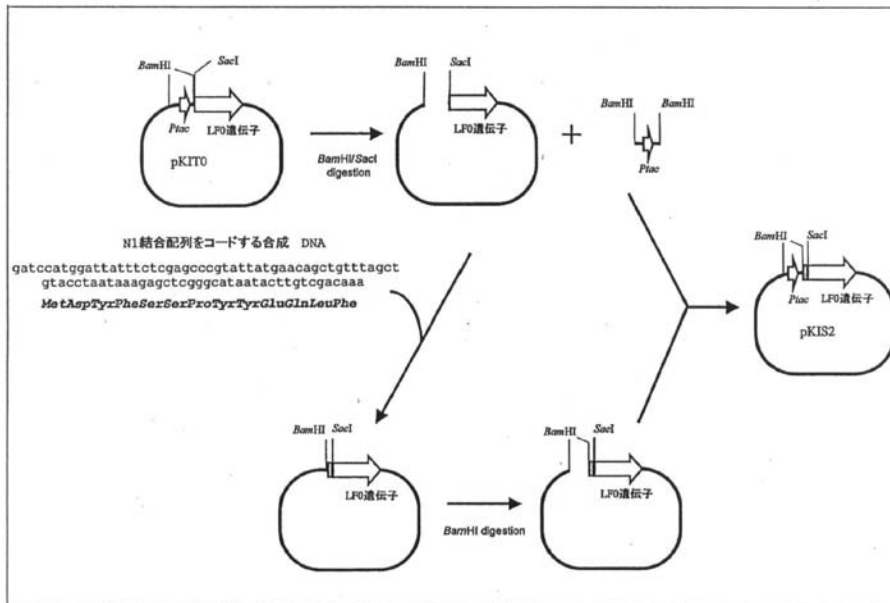 BamHI
SacI
Ptac
LF0遺伝子
pKIT0
BamHI/SacI
digestion
BamHI
SacI
LF0遺伝子
+
BamHI
BamHI
Ptac
N1結合配列をコードする合成 DNA
gatccatggattatttctcgagcccgtattatgaacagctgtttagct
gtacctaataaagagctcgggcataatacttgtcgacaaa
MetAspTyrPheSerSerProTyrTyrGluGlnLeuPhe
BamHI
SacI
Ptac
LF0遺伝子
pKIS2
BamHI
SacI
LF0遺伝子
BamHI digestion
BamHI
SacI
LF0遺伝子